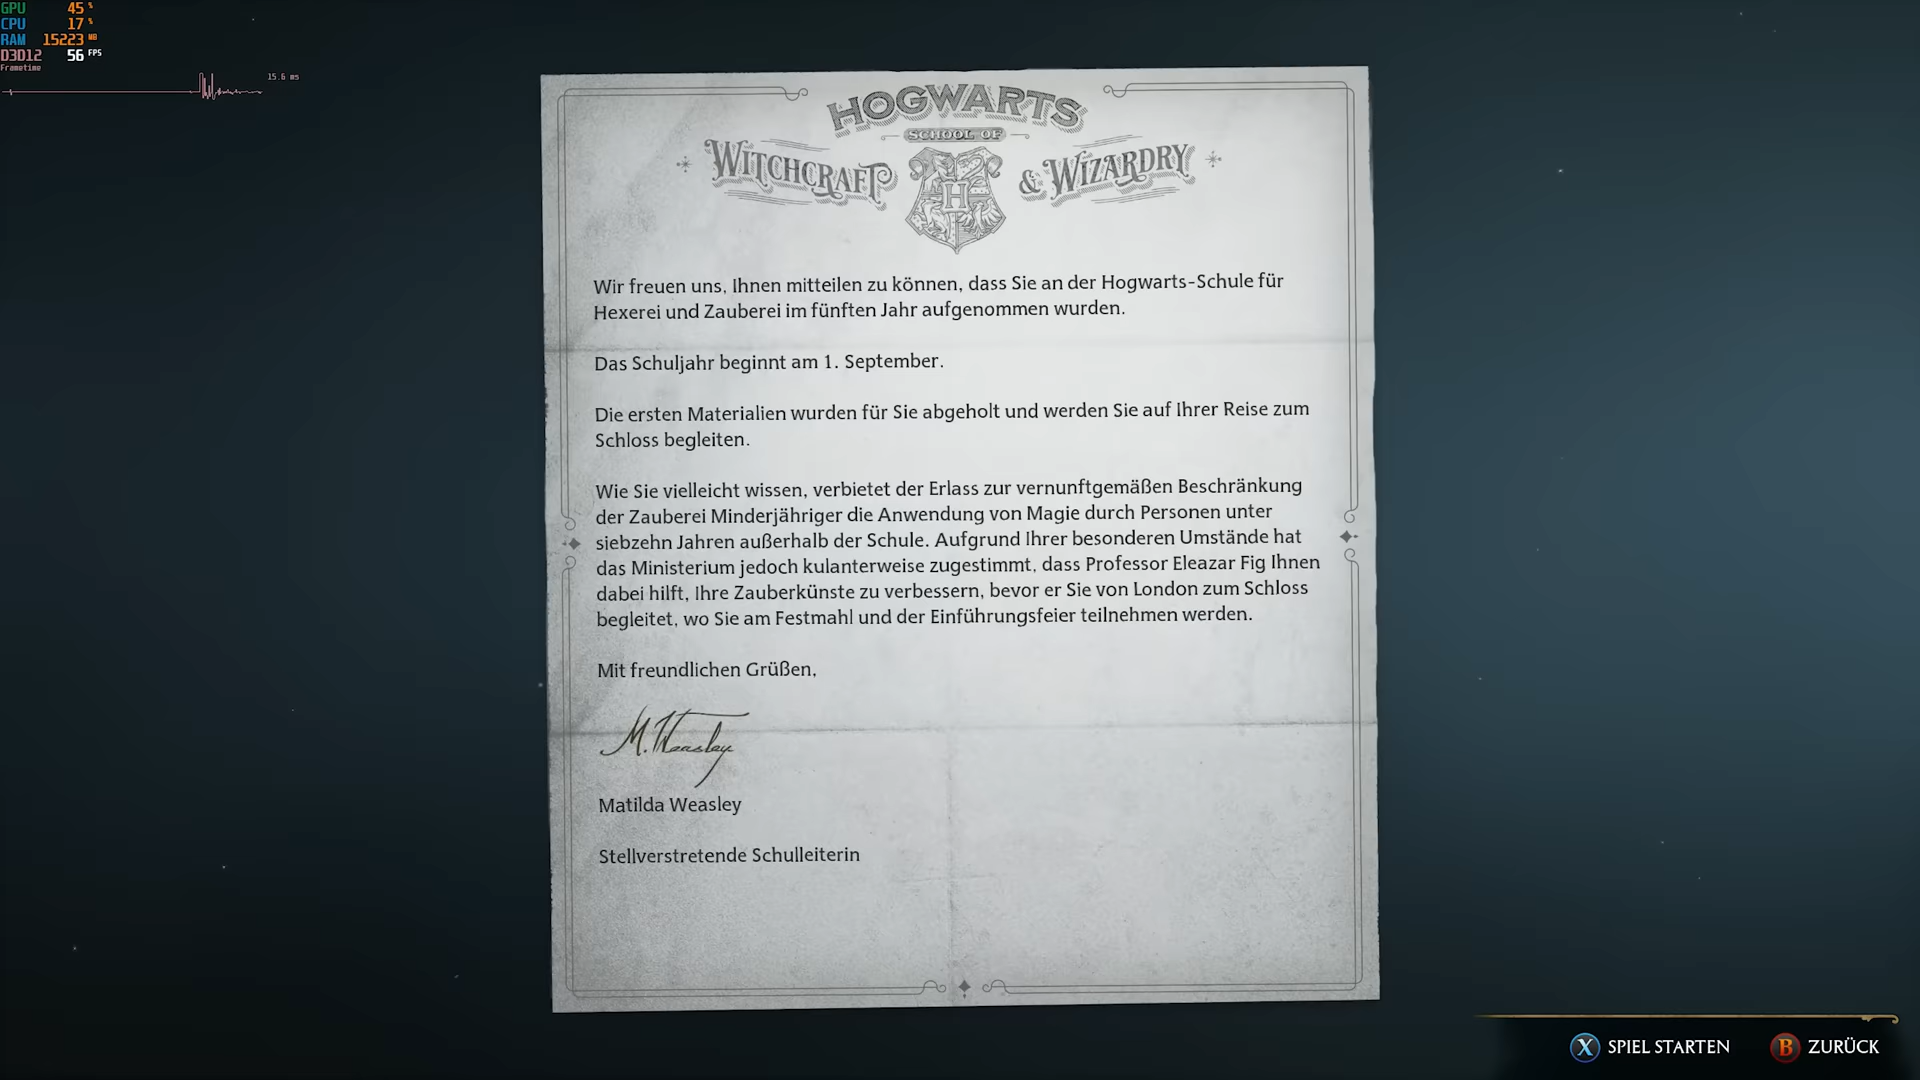 GPU 45 %
CPU 17 %
RAM 15223 MB
D3D12 56 FPS
Frametime
15.6 ms
HOGWARTS
SCHOOL OF
WITCHCRAFT & WIZARDRY
H
Wir freuen uns, Ihnen mitteilen zu können, dass Sie an der Hogwarts-Schule für
Hexerei und Zauberei im fünften Jahr aufgenommen wurden.
Das Schuljahr beginnt am 1. September.
Die ersten Materialien wurden für Sie abgeholt und werden Sie auf Ihrer Reise zum
Schloss begleiten.
Wie Sie vielleicht wissen, verbietet der Erlass zur vernunftgemäßen Beschränkung
der Zauberei Minderjähriger die Anwendung von Magie durch Personen unter
siebzehn Jahren außerhalb der Schule. Aufgrund Ihrer besonderen Umstände hat
das Ministerium jedoch kulanterweise zugestimmt, dass Professor Eleazar Fig Ihnen
dabei hilft, Ihre Zauberkünste zu verbessern, bevor er Sie von London zum Schloss
begleitet, wo Sie am Festmahl und der Einführungsfeier teilnehmen werden.
Mit freundlichen Grüßen,
M. Weasley
Matilda Weasley
Stellverstretende Schulleiterin
X SPIEL STARTEN B ZURÜCK